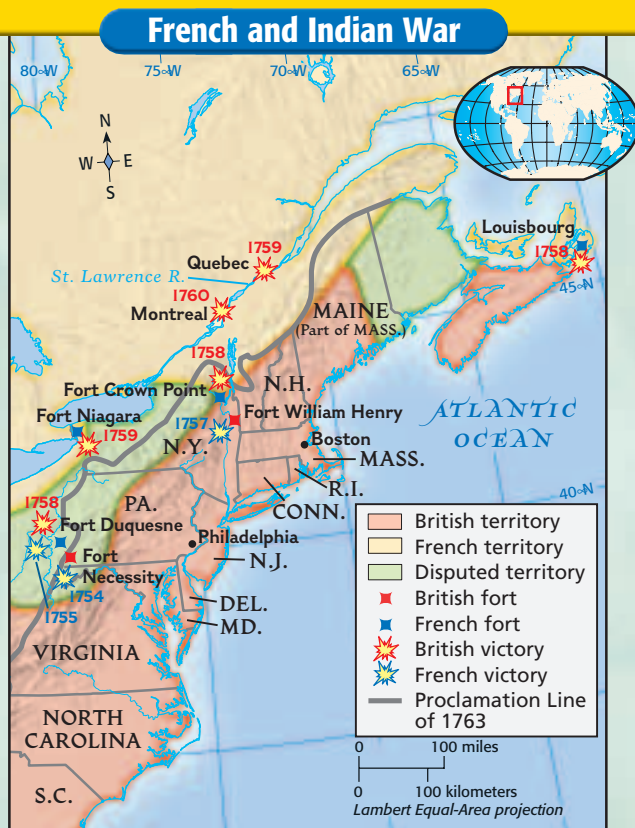 French and Indian War
80°W
75°W
70°W
65°W
N
W
E
S
Louisbourg
1758
45°N
1759
Quebec
St. Lawrence R.
1760
Montreal
MAINE
(Part of MASS.)
1758
Fort Crown Point
N.H.
Fort Niagara
1757
Fort William Henry
1759
N.Y.
ATLANTIC
OCEAN
Boston
MASS.
R.I.
CONN.
40°N
1758
PA.
Fort Duquesne
Philadelphia
Fort
Necessity
N.J.
1754
1755
DEL.
MD.
VIRGINIA
NORTH
CAROLINA
S.C.
British territory
French territory
Disputed territory
British fort
French fort
British victory
French victory
Proclamation Line
of 1763
0 100 miles
0 100 kilometers
Lambert Equal-Area projection